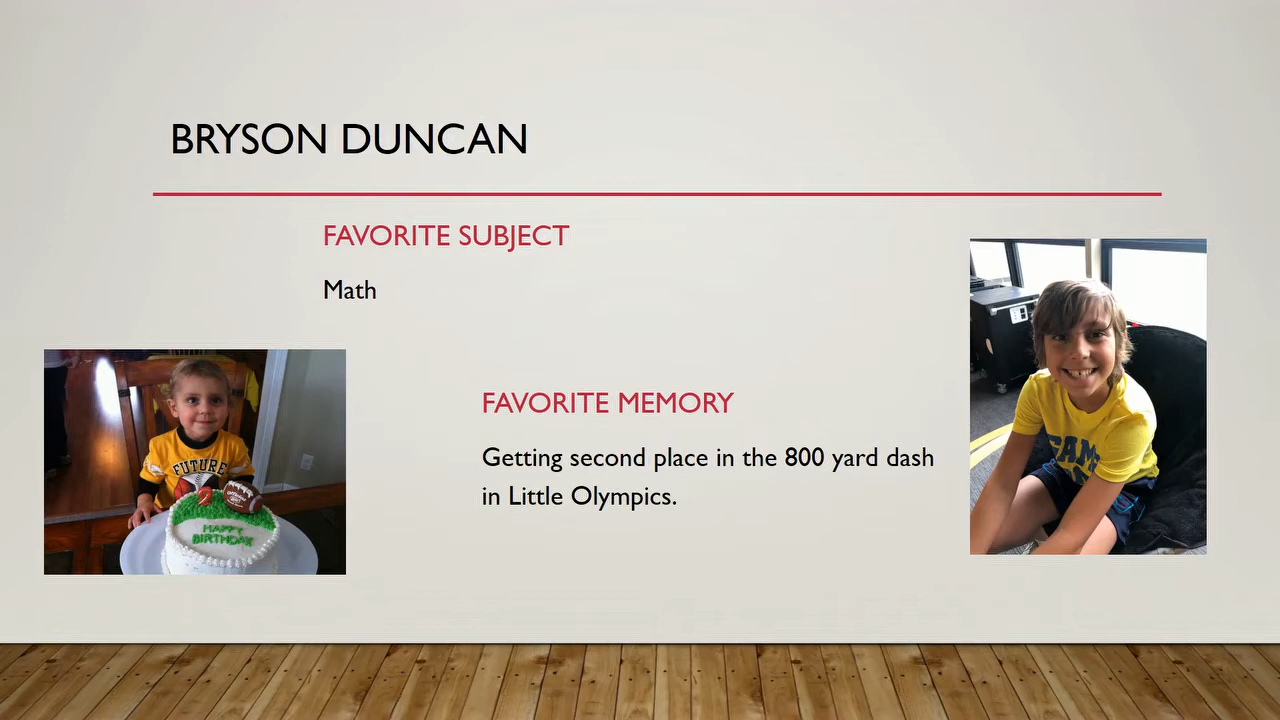 BRYSON DUNCAN
FAVORITE SUBJECT
Math
FAVORITE MEMORY
Getting second place in the 800 yard dash
in Little Olympics.
FUTURE
2
HAPPY
BIRTHDAY